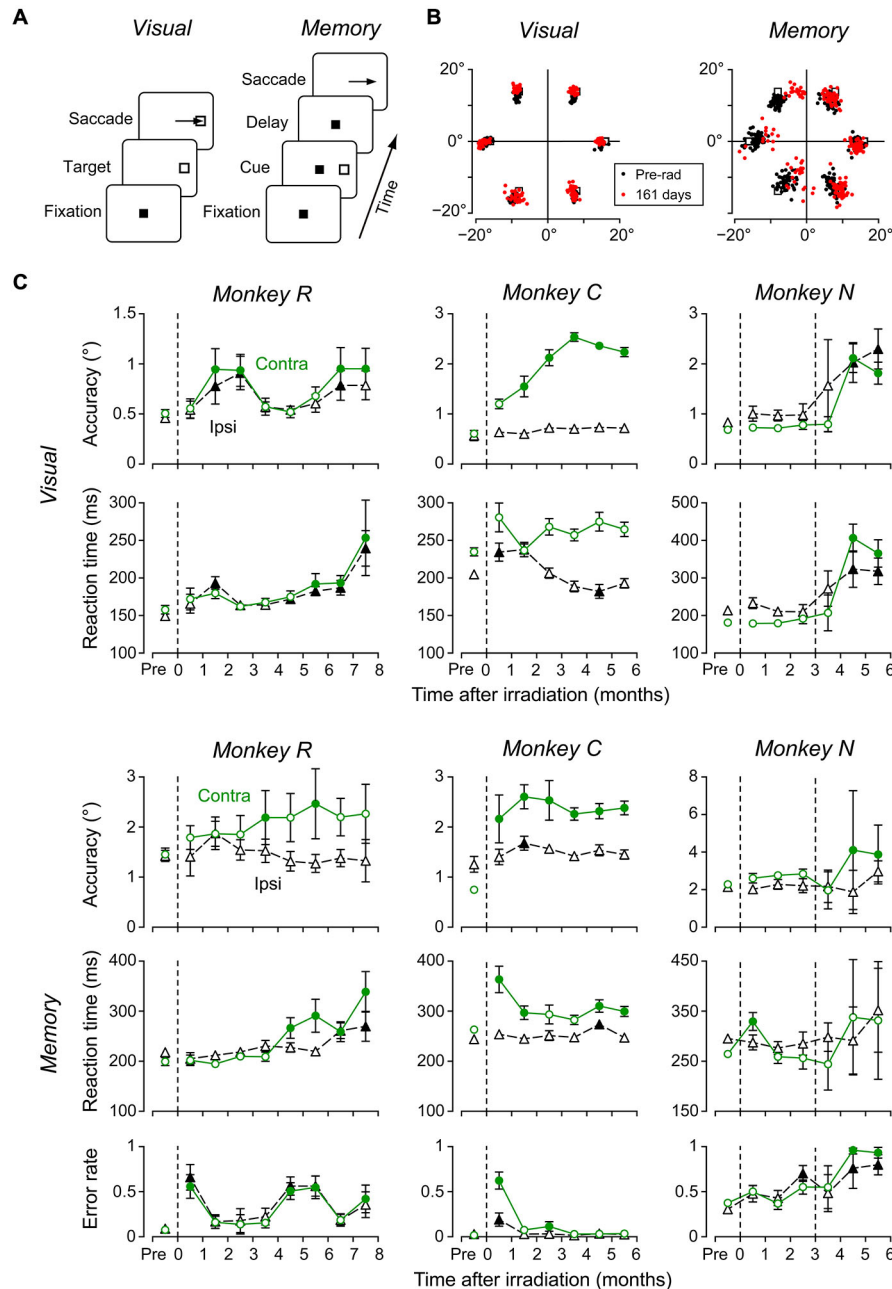 A
Visual
Memory
Saccade
Target
Fixation
Saccade
Delay
Cue
Fixation
Time
B
Visual
Memory
20°
0°
−20°
−20°
0°
20°
Pre-rad
161 days
20°
0°
−20°
−20°
0°
20°
C
Monkey R
Monkey C
Monkey N
Visual
Accuracy (°)
1.5
1
0.5
0
Contra
Ipsi
3
2
1
0
3
2
1
0
Reaction time (ms)
300
250
200
150
100
300
250
200
150
100
500
400
300
200
100
Pre 0 1 2 3 4 5 6 7 8
Pre 0 1 2 3 4 5 6
Pre 0 1 2 3 4 5 6
Time after irradiation (months)
Monkey R
Monkey C
Monkey N
Memory
Accuracy (°)
3
2
1
0
Contra
Ipsi
3
2
1
0
8
6
4
2
0
Reaction time (ms)
400
300
200
100
400
300
200
100
450
350
250
150
Error rate
1
0.5
0
1
0.5
0
1
0.5
0
Pre 0 1 2 3 4 5 6 7 8
Pre 0 1 2 3 4 5 6
Pre 0 1 2 3 4 5 6
Time after irradiation (months)